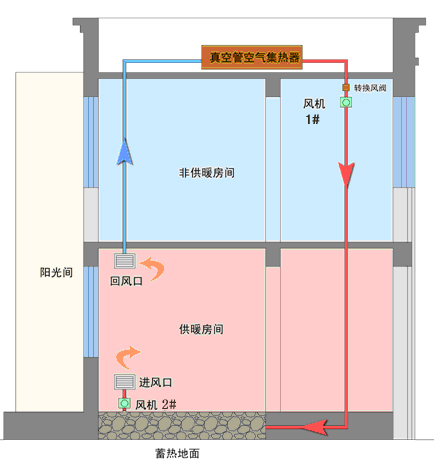 真空管空气集热器
转换风阀
风机
1#
非供暖房间
阳光间
回风口
供暖房间
进风口
风机 2#
蓄热地面